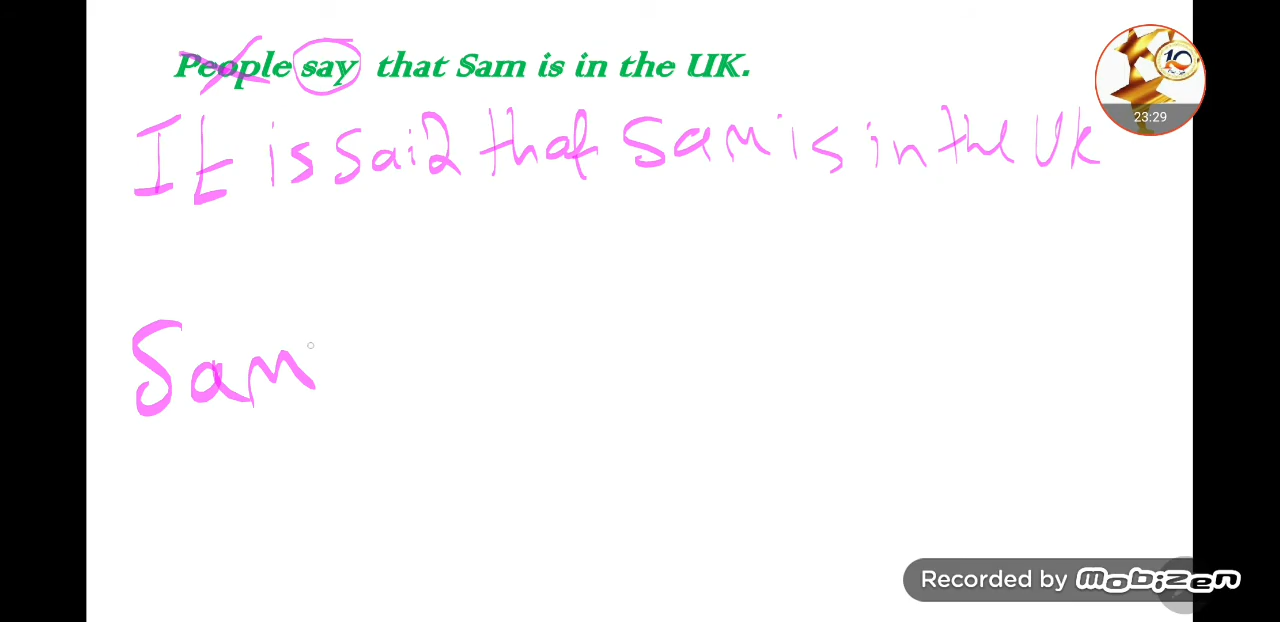 People say that Sam is in the UK.
10
23:29
It is said that Sam is in the Uk
Sam
Recorded by Mobizen